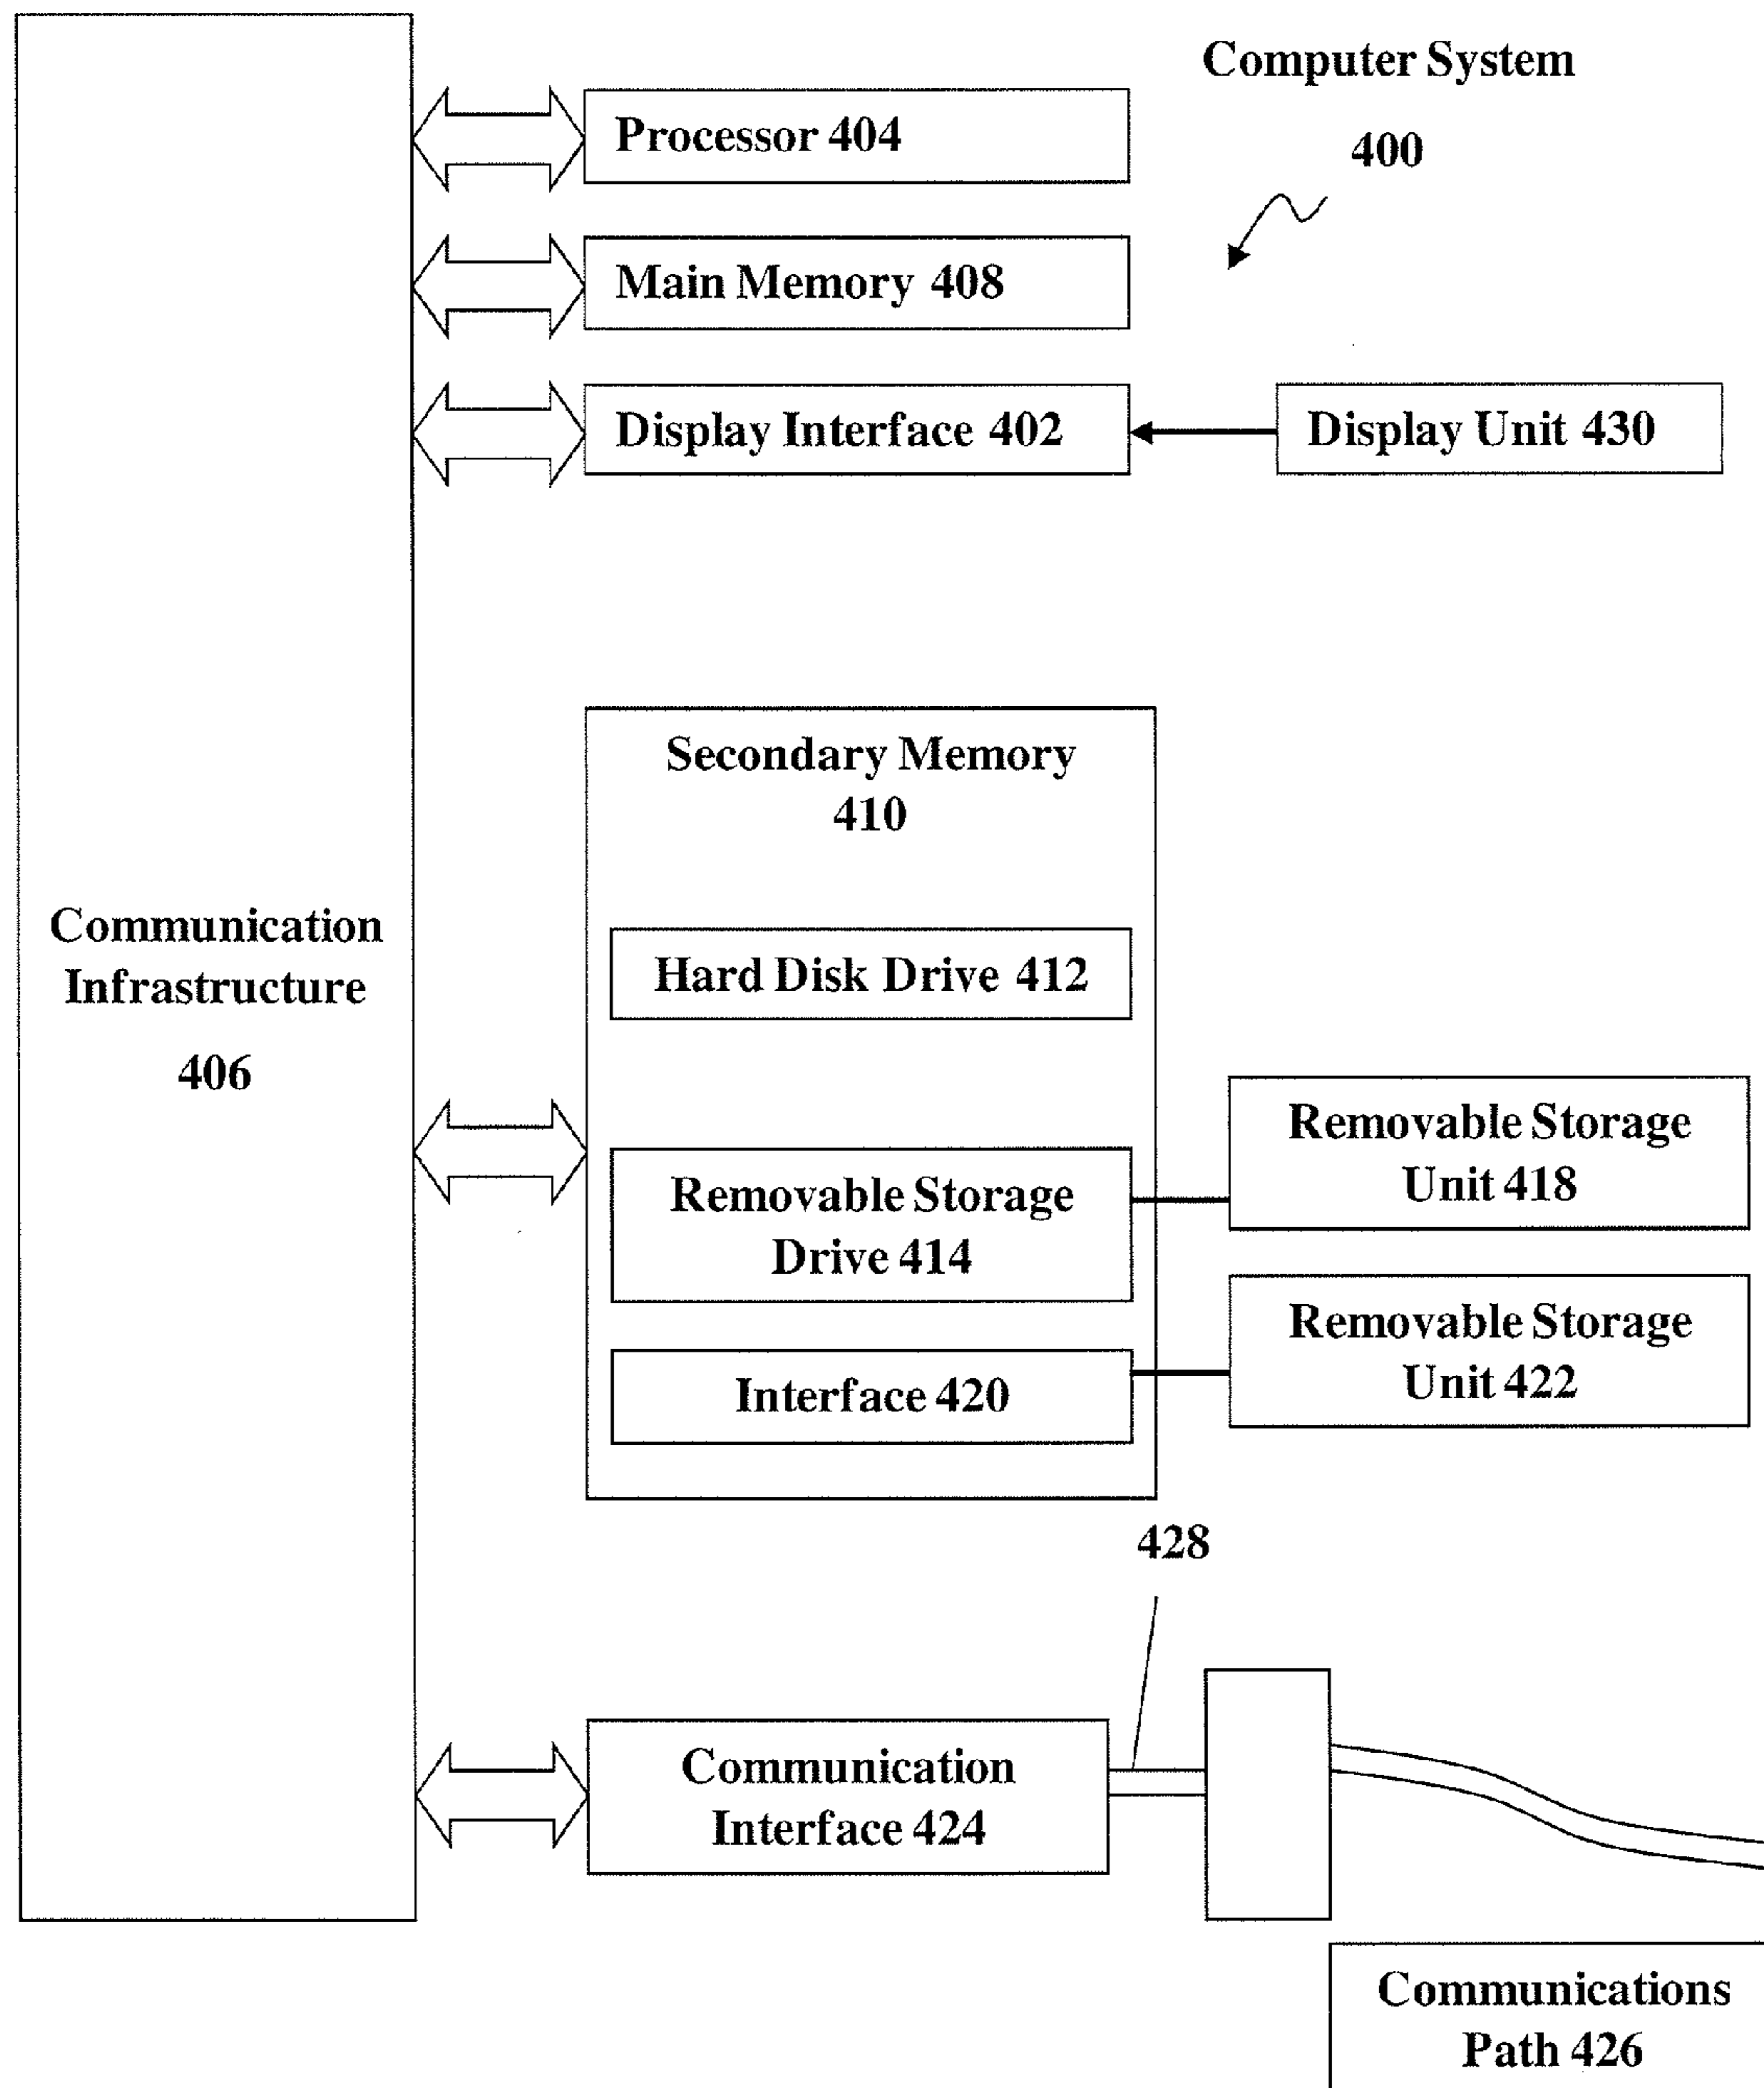 Computer System
400
Processor 404
Main Memory 408
Display Interface 402
Display Unit 430
Secondary Memory
410
Communication
Infrastructure
406
Hard Disk Drive 412
Removable Storage
Drive 414
Removable Storage
Unit 418
Interface 420
Removable Storage
Unit 422
428
Communication
Interface 424
Communications
Path 426